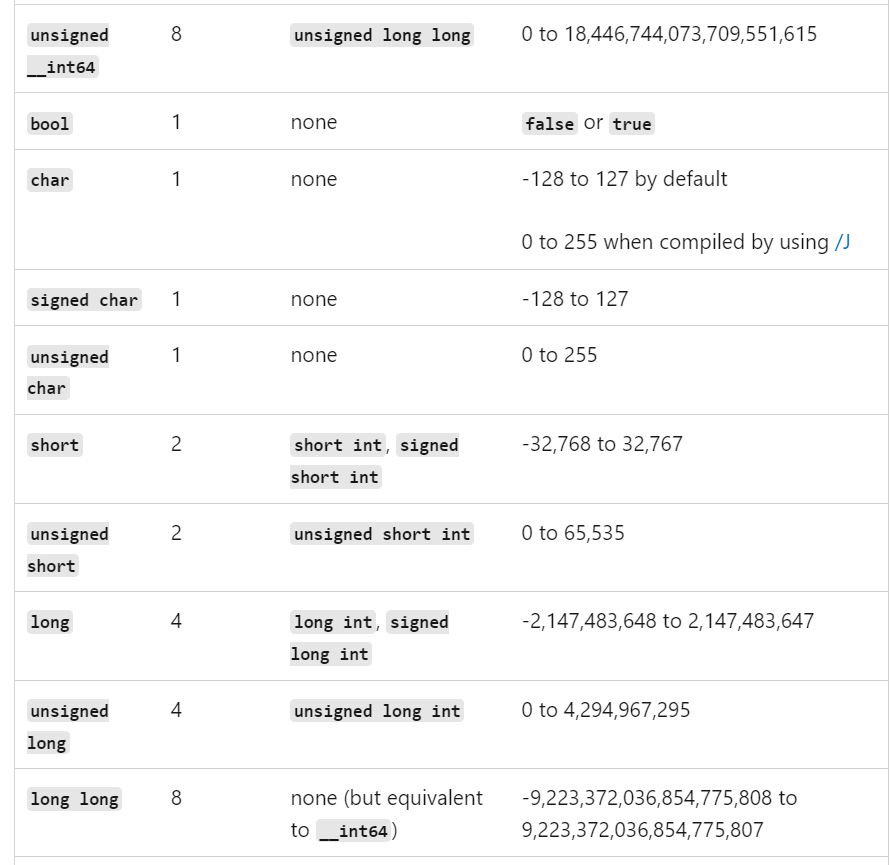 unsigned 8 unsigned long long 0 to 18,446,744,073,709,551,615
__int64
bool 1 none false or true
char 1 none -128 to 127 by default
0 to 255 when compiled by using /J
signed char 1 none -128 to 127
unsigned 1 none 0 to 255
char
short 2 short int, signed -32,768 to 32,767
short int
unsigned 2 unsigned short int 0 to 65,535
short
long 4 long int, signed -2,147,483,648 to 2,147,483,647
long int
unsigned 4 unsigned long int 0 to 4,294,967,295
long
long long 8 none (but equivalent -9,223,372,036,854,775,808 to
to __int64) 9,223,372,036,854,775,807